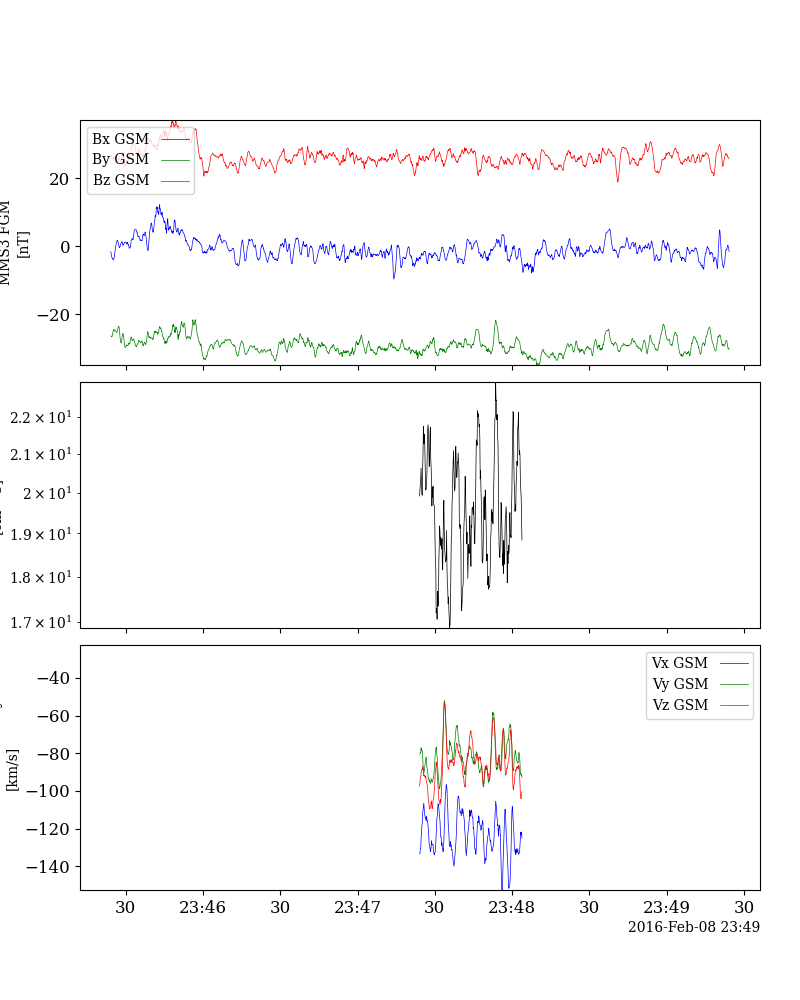 Bx GSM
By GSM
Bz GSM
20
0
−20
MMS3 FGM
[nT]
2.2 × 10¹
2.1 × 10¹
2 × 10¹
1.9 × 10¹
1.8 × 10¹
1.7 × 10¹
Vx GSM
Vy GSM
Vz GSM
−40
−60
−80
−100
−120
−140
[km/s]
30 23:46 30 23:47 30 23:48 30 23:49 30
2016-Feb-08 23:49